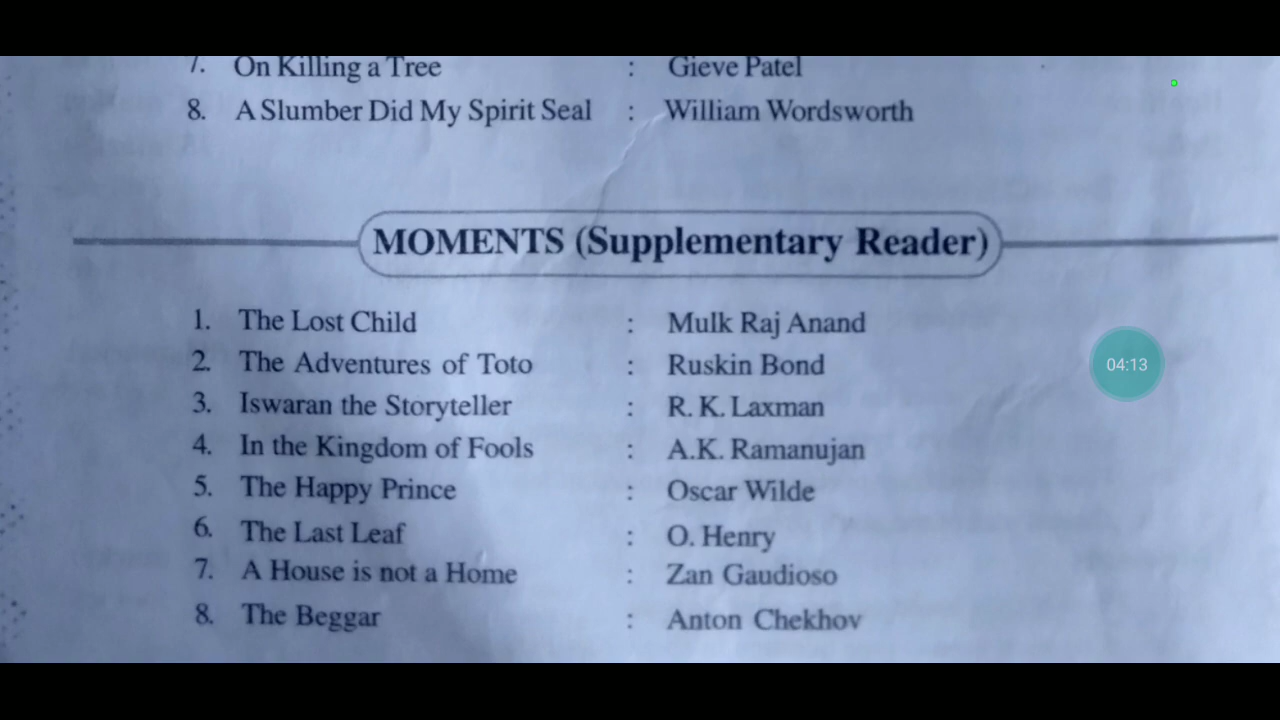 7. On Killing a Tree : Gieve Patel
8. A Slumber Did My Spirit Seal : William Wordsworth
MOMENTS (Supplementary Reader)
1. The Lost Child : Mulk Raj Anand
2. The Adventures of Toto : Ruskin Bond
3. Iswaran the Storyteller : R. K. Laxman
4. In the Kingdom of Fools : A.K. Ramanujan
5. The Happy Prince : Oscar Wilde
6. The Last Leaf : O. Henry
7. A House is not a Home : Zan Gaudioso
8. The Beggar : Anton Chekhov
04:13